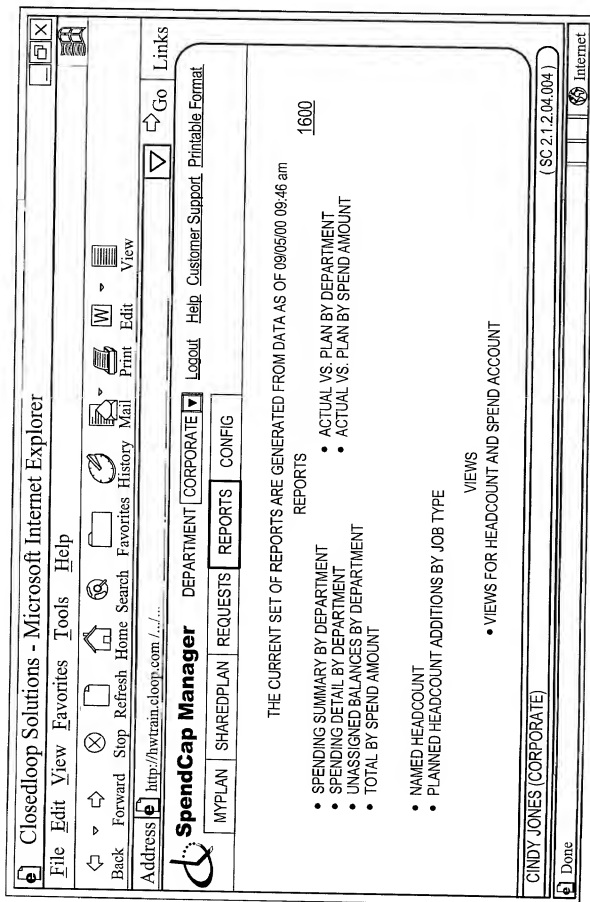 Closedloop Solutions - Microsoft Internet Explorer
File Edit View Favorites Tools Help
Back Forward Stop Refresh Home Search Favorites History Mail Print Edit View
Address http://hwtrain.cloop.com/../... Go Links
SpendCap Manager DEPARTMENT CORPORATE Logout Help Customer Support Printable Format
MYPLAN SHAREDPLAN REQUESTS REPORTS CONFIG
THE CURRENT SET OF REPORTS ARE GENERATED FROM DATA AS OF 09/05/00 09:46 am
1600
REPORTS
• SPENDING SUMMARY BY DEPARTMENT
• SPENDING DETAIL BY DEPARTMENT
• UNASSIGNED BALANCES BY DEPARTMENT
• TOTAL BY SPEND AMOUNT
• ACTUAL VS. PLAN BY DEPARTMENT
• ACTUAL VS. PLAN BY SPEND AMOUNT
• NAMED HEADCOUNT
• PLANNED HEADCOUNT ADDITIONS BY JOB TYPE
VIEWS
• VIEWS FOR HEADCOUNT AND SPEND ACCOUNT
CINDY JONES (CORPORATE)
( SC 2.1.2.04.004 )
Done
Internet